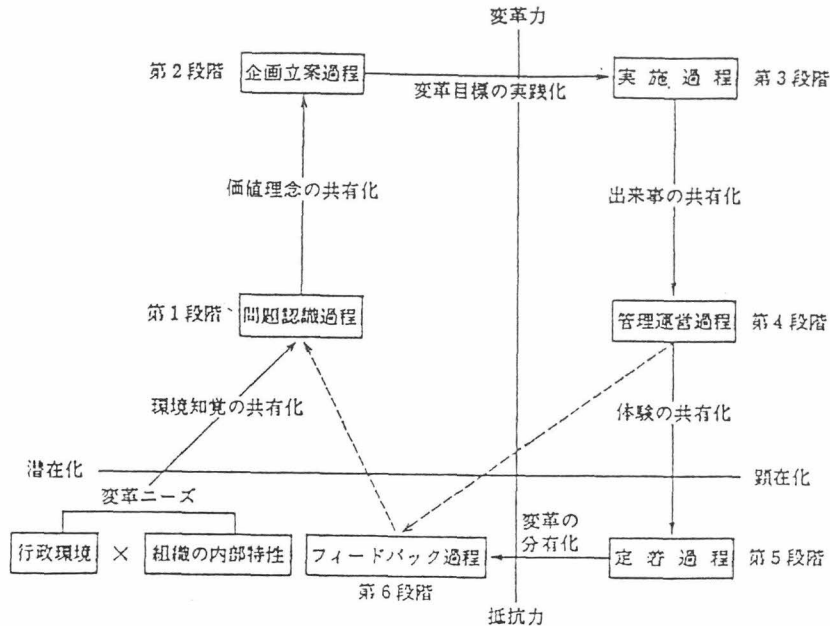 変革力
第2段階 企画立案過程
実施過程 第3段階
変革目標の実践化
価値理念の共有化
出来事の共有化
第1段階 問題認識過程
管理運営過程 第4段階
環境知覚の共有化
体験の共有化
潜在化
顕在化
変革ニーズ
行政環境 × 組織の内部特性
フィードバック過程
第6段階
変革の
分有化
定着過程 第5段階
抵抗力